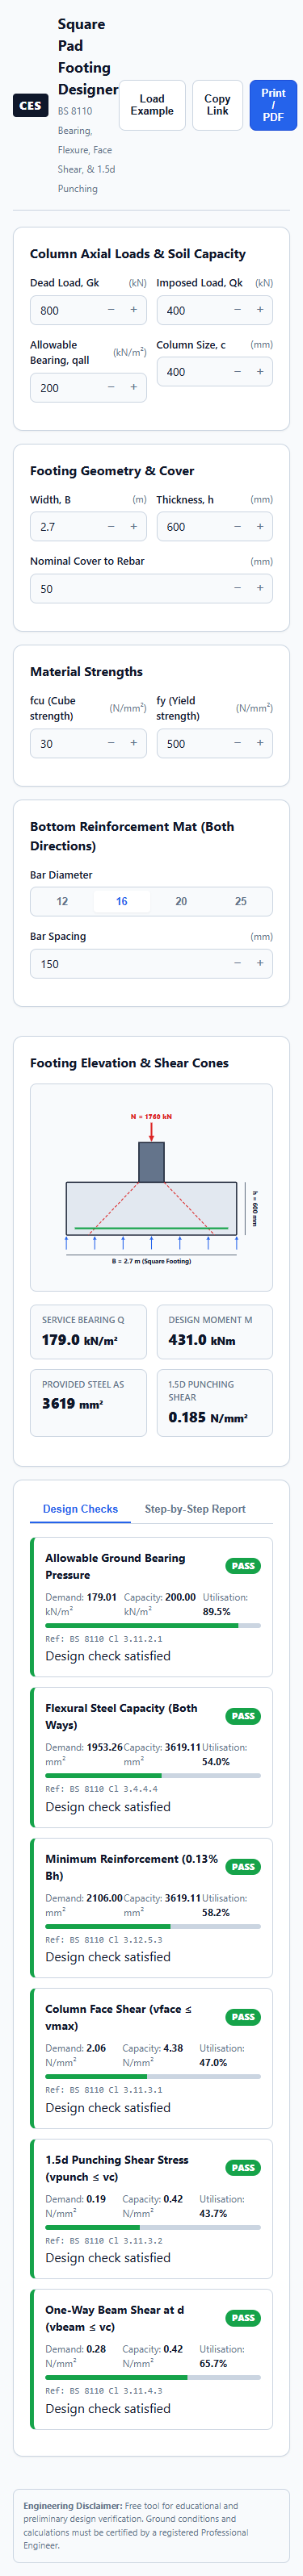 CES
Square
Pad
Footing
Designer
BS 8110
Bearing,
Flexure, Face
Shear, & 1.5d
Punching
Load
Example
Copy
Link
Print
/
PDF
Column Axial Loads & Soil Capacity
Dead Load, Gk (kN)
Imposed Load, Qk (kN)
800 − +
400 − +
Allowable
Bearing, qall (kN/m²)
Column Size, c (mm)
200 − +
400 − +
Footing Geometry & Cover
Width, B (m)
Thickness, h (mm)
2.7 − +
600 − +
Nominal Cover to Rebar (mm)
50 − +
Material Strengths
fcu (Cube
strength) (N/mm²)
fy (Yield
strength) (N/mm²)
30 − +
500 − +
Bottom Reinforcement Mat (Both
Directions)
Bar Diameter
12 16 20 25
Bar Spacing (mm)
150 − +
Footing Elevation & Shear Cones
N = 1760 kN
h = 600 mm
B = 2.7 m (Square Footing)
SERVICE BEARING Q
179.0 kN/m²
DESIGN MOMENT M
431.0 kNm
PROVIDED STEEL AS
3619 mm²
1.5D PUNCHING
SHEAR
0.185 N/mm²
Design Checks Step-by-Step Report
Allowable Ground Bearing
Pressure
PASS
Demand: 179.01 Capacity: 200.00 Utilisation:
kN/m² kN/m² 89.5%
Ref: BS 8110 Cl 3.11.2.1
Design check satisfied
Flexural Steel Capacity (Both
Ways)
PASS
Demand: 1953.26 Capacity: 3619.11 Utilisation:
mm² mm² 54.0%
Ref: BS 8110 Cl 3.4.4.4
Design check satisfied
Minimum Reinforcement (0.13%
Bh)
PASS
Demand: 2106.00 Capacity: 3619.11 Utilisation:
mm² mm² 58.2%
Ref: BS 8110 Cl 3.12.5.3
Design check satisfied
Column Face Shear (vface ≤
vmax)
PASS
Demand: 2.06 Capacity: 4.38 Utilisation:
N/mm² N/mm² 47.0%
Ref: BS 8110 Cl 3.11.3.1
Design check satisfied
1.5d Punching Shear Stress
(vpunch ≤ vc)
PASS
Demand: 0.19 Capacity: 0.42 Utilisation:
N/mm² N/mm² 43.7%
Ref: BS 8110 Cl 3.11.3.2
Design check satisfied
One-Way Beam Shear at d
(vbeam ≤ vc)
PASS
Demand: 0.28 Capacity: 0.42 Utilisation:
N/mm² N/mm² 65.7%
Ref: BS 8110 Cl 3.11.4.3
Design check satisfied
Engineering Disclaimer: Free tool for educational and
preliminary design verification. Ground conditions and
calculations must be certified by a registered Professional
Engineer.